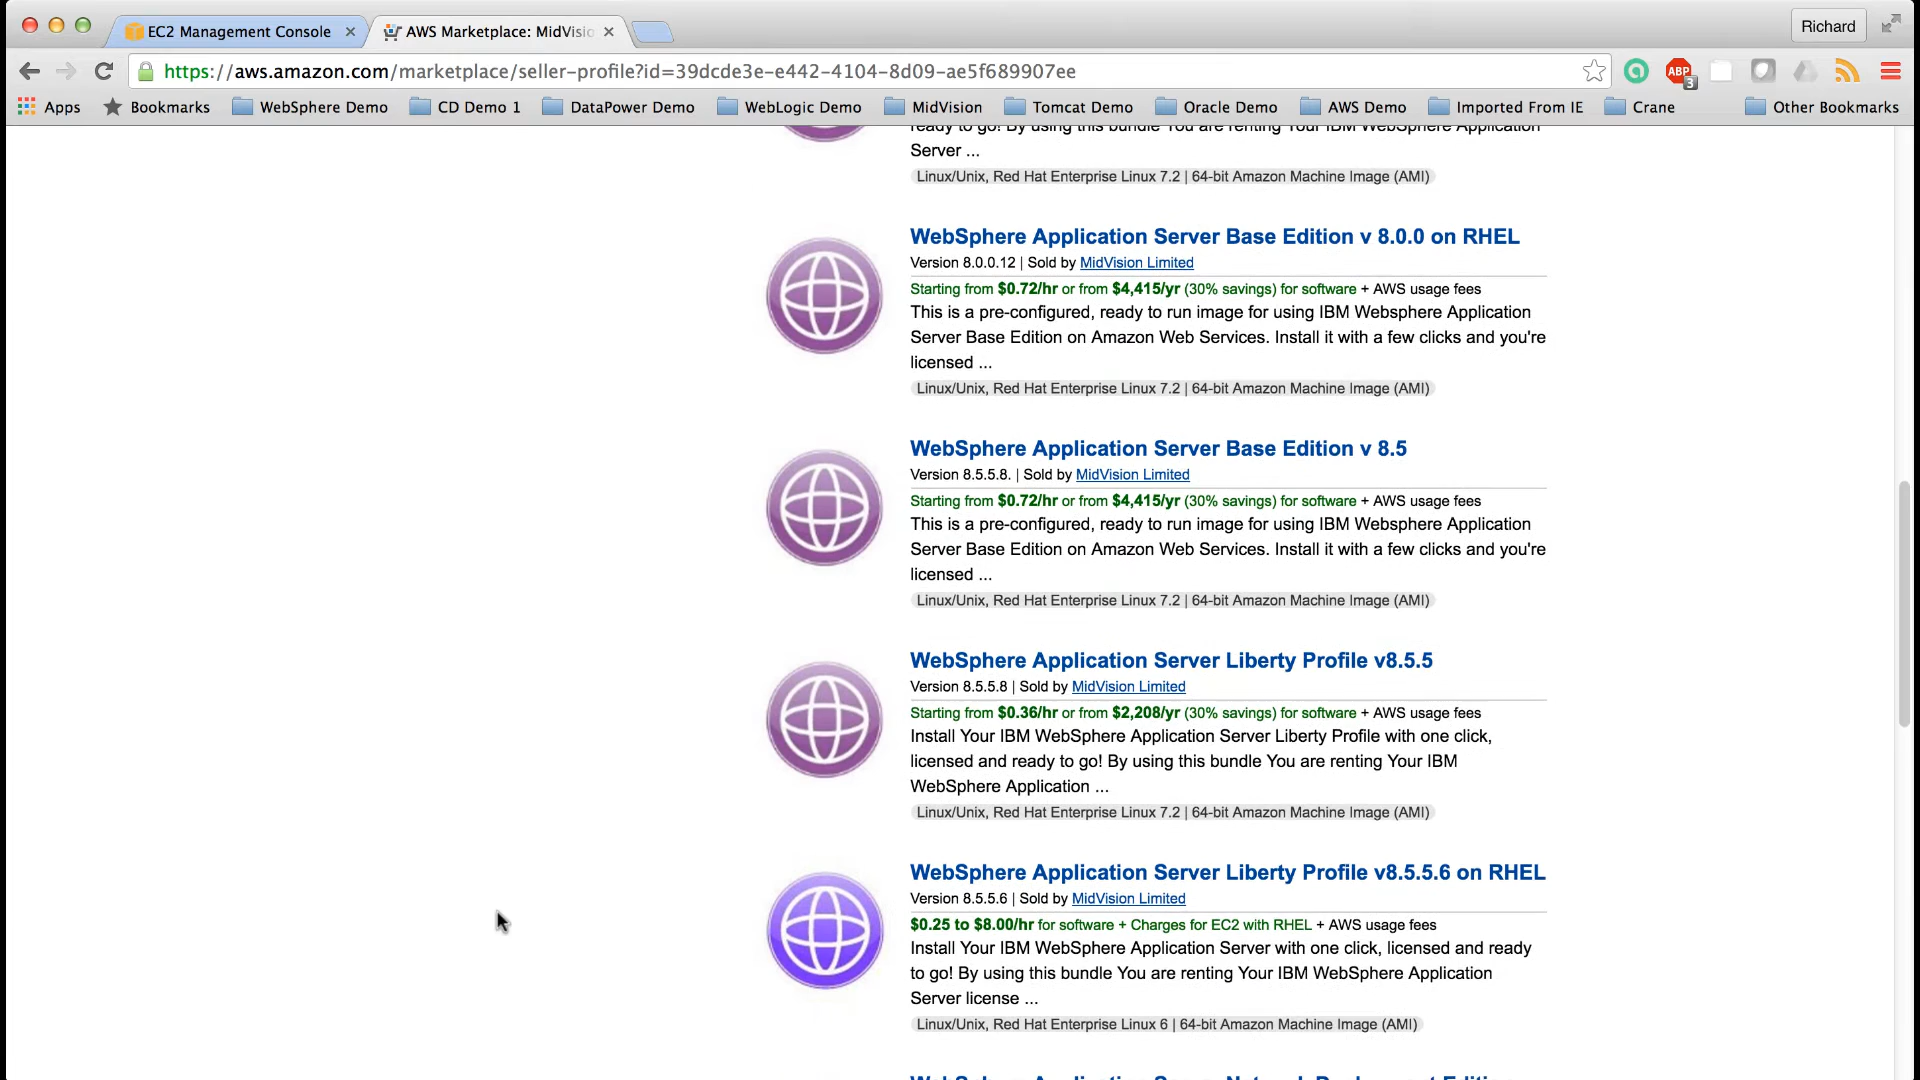 EC2 Management Console
AWS Marketplace: MidVisio
Richard
https://aws.amazon.com/marketplace/seller-profile?id=39dcde3e-e442-4104-8d09-ae5f689907ee
ABP
3
Apps
Bookmarks
WebSphere Demo
CD Demo 1
DataPower Demo
WebLogic Demo
MidVision
Tomcat Demo
Oracle Demo
AWS Demo
Imported From IE
Crane
Other Bookmarks
ready to go! By using this bundle You are renting Your IBM WebSphere Application
Server ...
Linux/Unix, Red Hat Enterprise Linux 7.2 | 64-bit Amazon Machine Image (AMI)
WebSphere Application Server Base Edition v 8.0.0 on RHEL
Version 8.0.0.12 | Sold by MidVision Limited
Starting from $0.72/hr or from $4,415/yr (30% savings) for software + AWS usage fees
This is a pre-configured, ready to run image for using IBM Websphere Application
Server Base Edition on Amazon Web Services. Install it with a few clicks and you're
licensed ...
Linux/Unix, Red Hat Enterprise Linux 7.2 | 64-bit Amazon Machine Image (AMI)
WebSphere Application Server Base Edition v 8.5
Version 8.5.5.8. | Sold by MidVision Limited
Starting from $0.72/hr or from $4,415/yr (30% savings) for software + AWS usage fees
This is a pre-configured, ready to run image for using IBM Websphere Application
Server Base Edition on Amazon Web Services. Install it with a few clicks and you're
licensed ...
Linux/Unix, Red Hat Enterprise Linux 7.2 | 64-bit Amazon Machine Image (AMI)
WebSphere Application Server Liberty Profile v8.5.5
Version 8.5.5.8 | Sold by MidVision Limited
Starting from $0.36/hr or from $2,208/yr (30% savings) for software + AWS usage fees
Install Your IBM WebSphere Application Server Liberty Profile with one click,
licensed and ready to go! By using this bundle You are renting Your IBM
WebSphere Application ...
Linux/Unix, Red Hat Enterprise Linux 7.2 | 64-bit Amazon Machine Image (AMI)
WebSphere Application Server Liberty Profile v8.5.5.6 on RHEL
Version 8.5.5.6 | Sold by MidVision Limited
$0.25 to $8.00/hr for software + Charges for EC2 with RHEL + AWS usage fees
Install Your IBM WebSphere Application Server with one click, licensed and ready
to go! By using this bundle You are renting Your IBM WebSphere Application
Server license ...
Linux/Unix, Red Hat Enterprise Linux 6 | 64-bit Amazon Machine Image (AMI)
WebSphere Application Server Network Deployment Edition